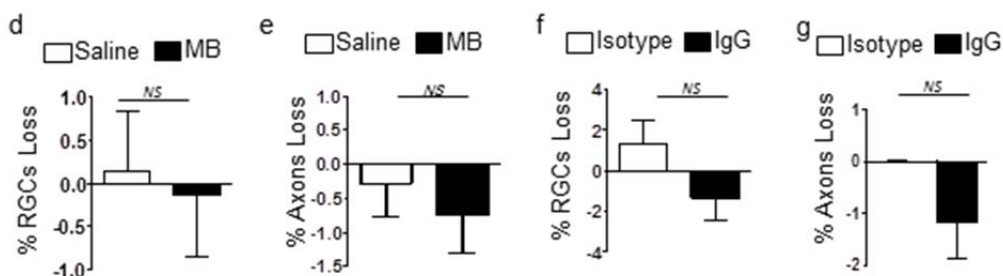 d
Saline MB
NS
% RGCs Loss
1.0
0.5
0.0
-0.5
-1.0
e
Saline MB
NS
% Axons Loss
1.0
0.5
0.0
-0.5
-1.0
-1.5
f
Isotype IgG
NS
% RGCs Loss
4
2
0
-2
-4
g
Isotype IgG
NS
% Axons Loss
1
0
-1
-2